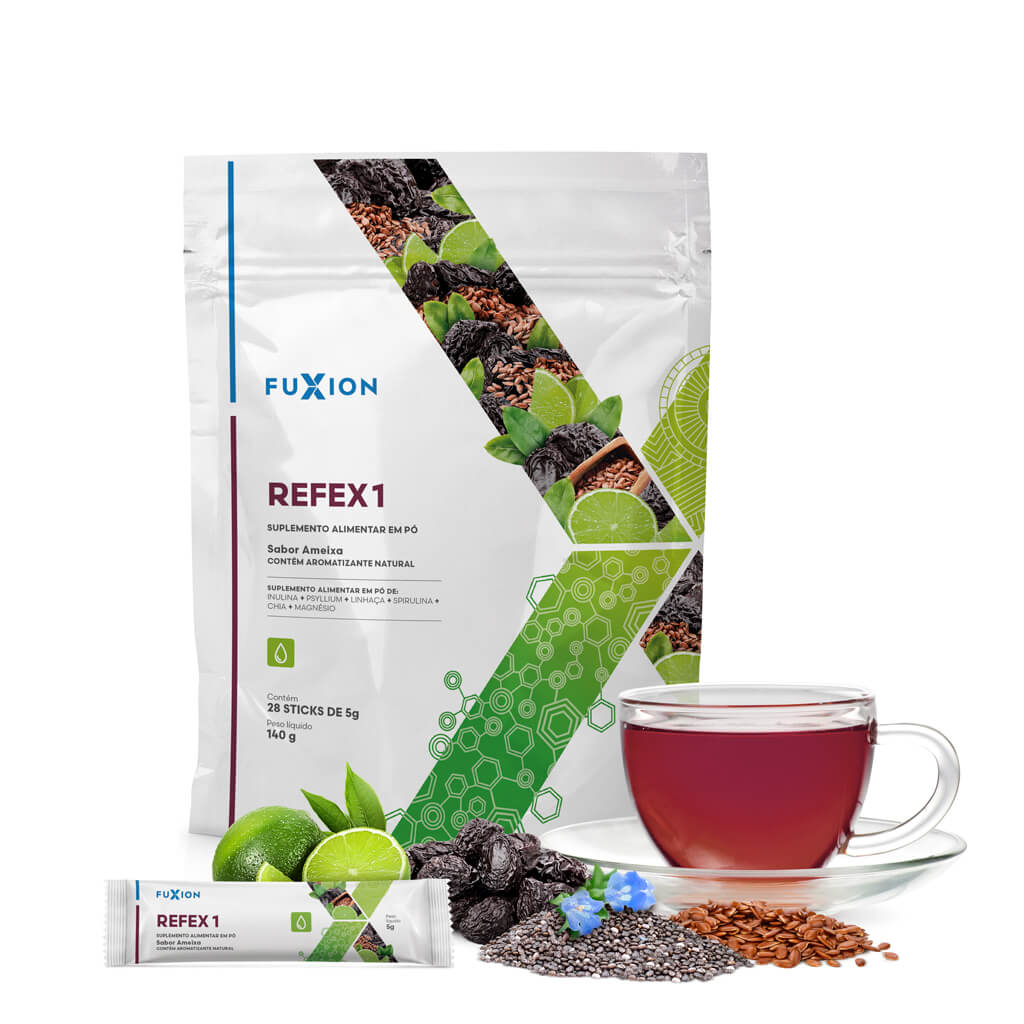 FUXION
REFEX 1
SUPLEMENTO ALIMENTAR EM PÓ
Sabor Ameixa
CONTÉM AROMATIZANTE NATURAL
SUPLEMENTO ALIMENTAR EM PÓ DE:
INULINA + PSYLLIUM + LINHAÇA + SPIRULINA +
CHIA + MAGNÉSIO
Contém
28 STICKS DE 5g
Peso líquido
140 g
FUXION
REFEX 1
SUPLEMENTO ALIMENTAR EM PÓ
Sabor Ameixa
CONTÉM AROMATIZANTE NATURAL
Peso
líquido
5g